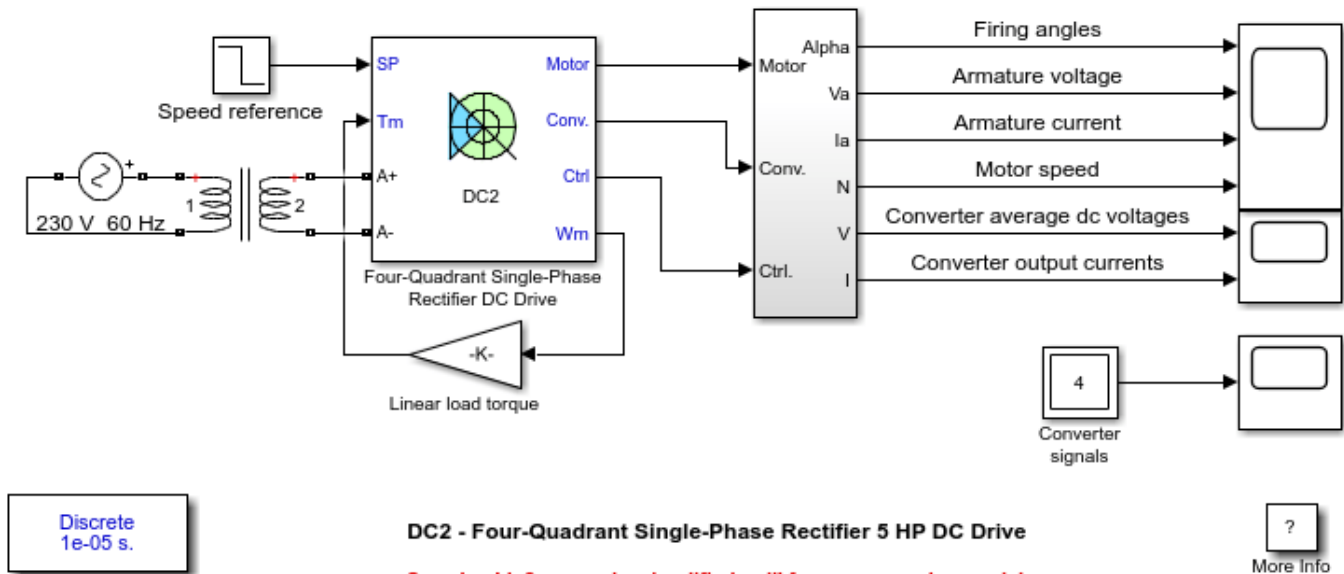 Speed reference
SP
Tm
A+
A-
Motor
Conv.
Ctrl
Wm
DC2
Four-Quadrant Single-Phase
Rectifier DC Drive
1
2
+
+
+
230 V 60 Hz
-K-
Linear load torque
Motor
Conv.
Ctrl.
Alpha
Va
Ia
N
V
I
Firing angles
Armature voltage
Armature current
Motor speed
Converter average dc voltages
Converter output currents
4
Converter
signals
Discrete
1e-05 s.
DC2 - Four-Quadrant Single-Phase Rectifier 5 HP DC Drive
?
More Info